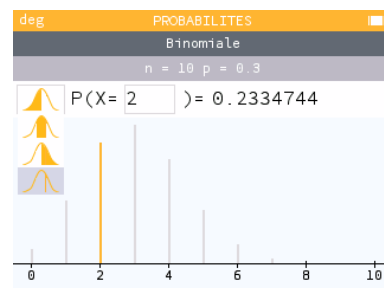 deg PROBABILITES
Binomiale
n = 10 p = 0.3
P(X= 2 )= 0.2334744
0 2 4 6 8 10